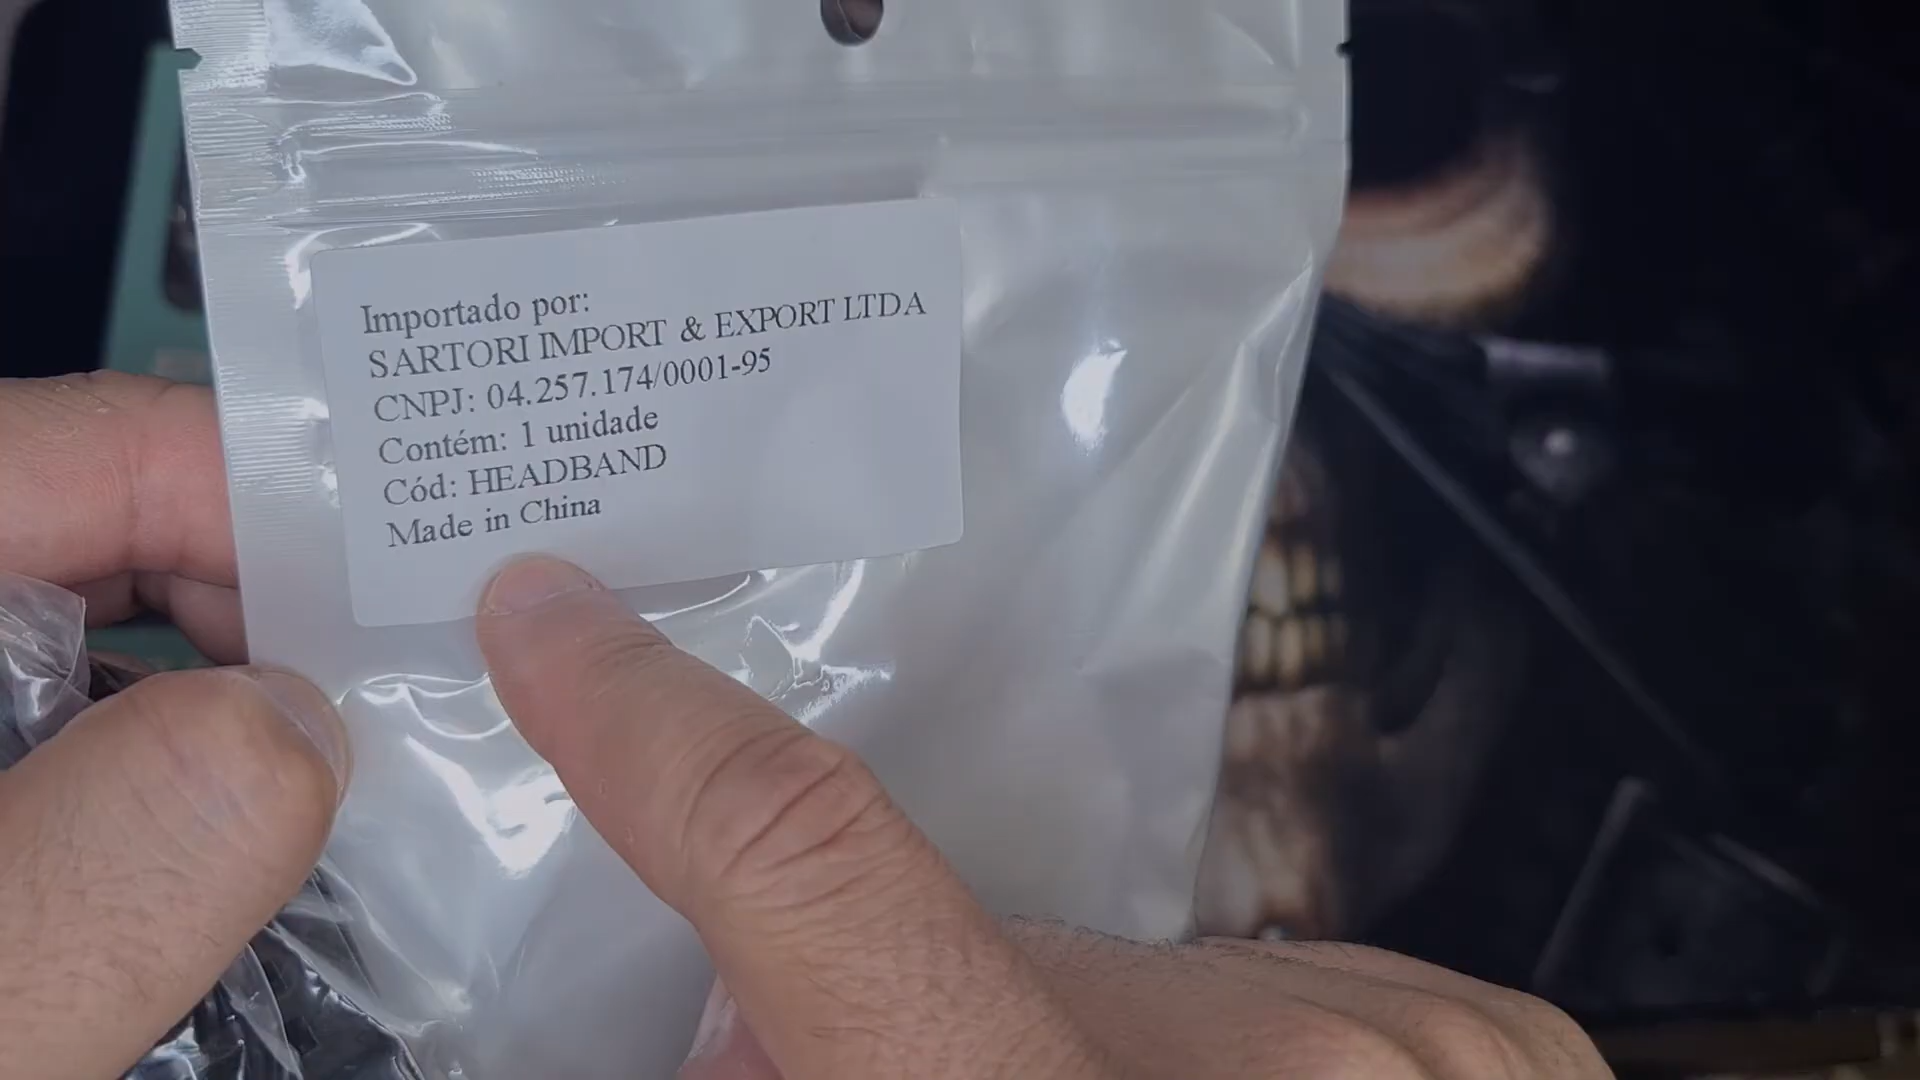 Importado por:
SARTORI IMPORT & EXPORT LTDA
CNPJ: 04.257.174/0001-95
Contém: 1 unidade
Cód: HEADBAND
Made in China